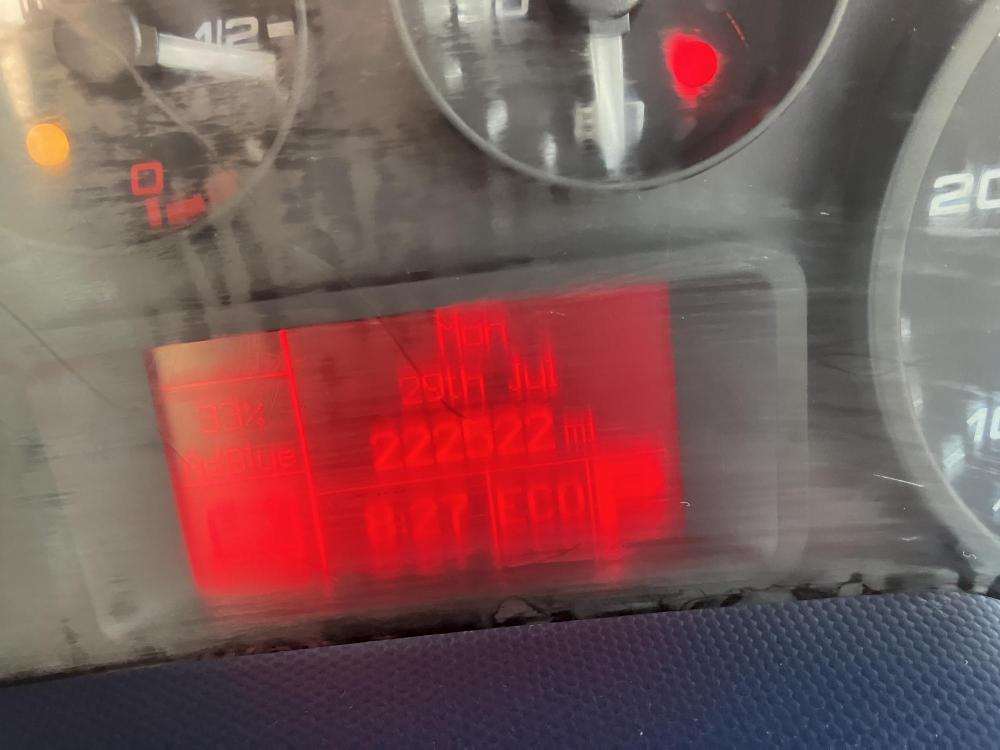 1/2
0
20
Mon
29th Jul
33%
AdBlue
222522 mi
8:27
ECO